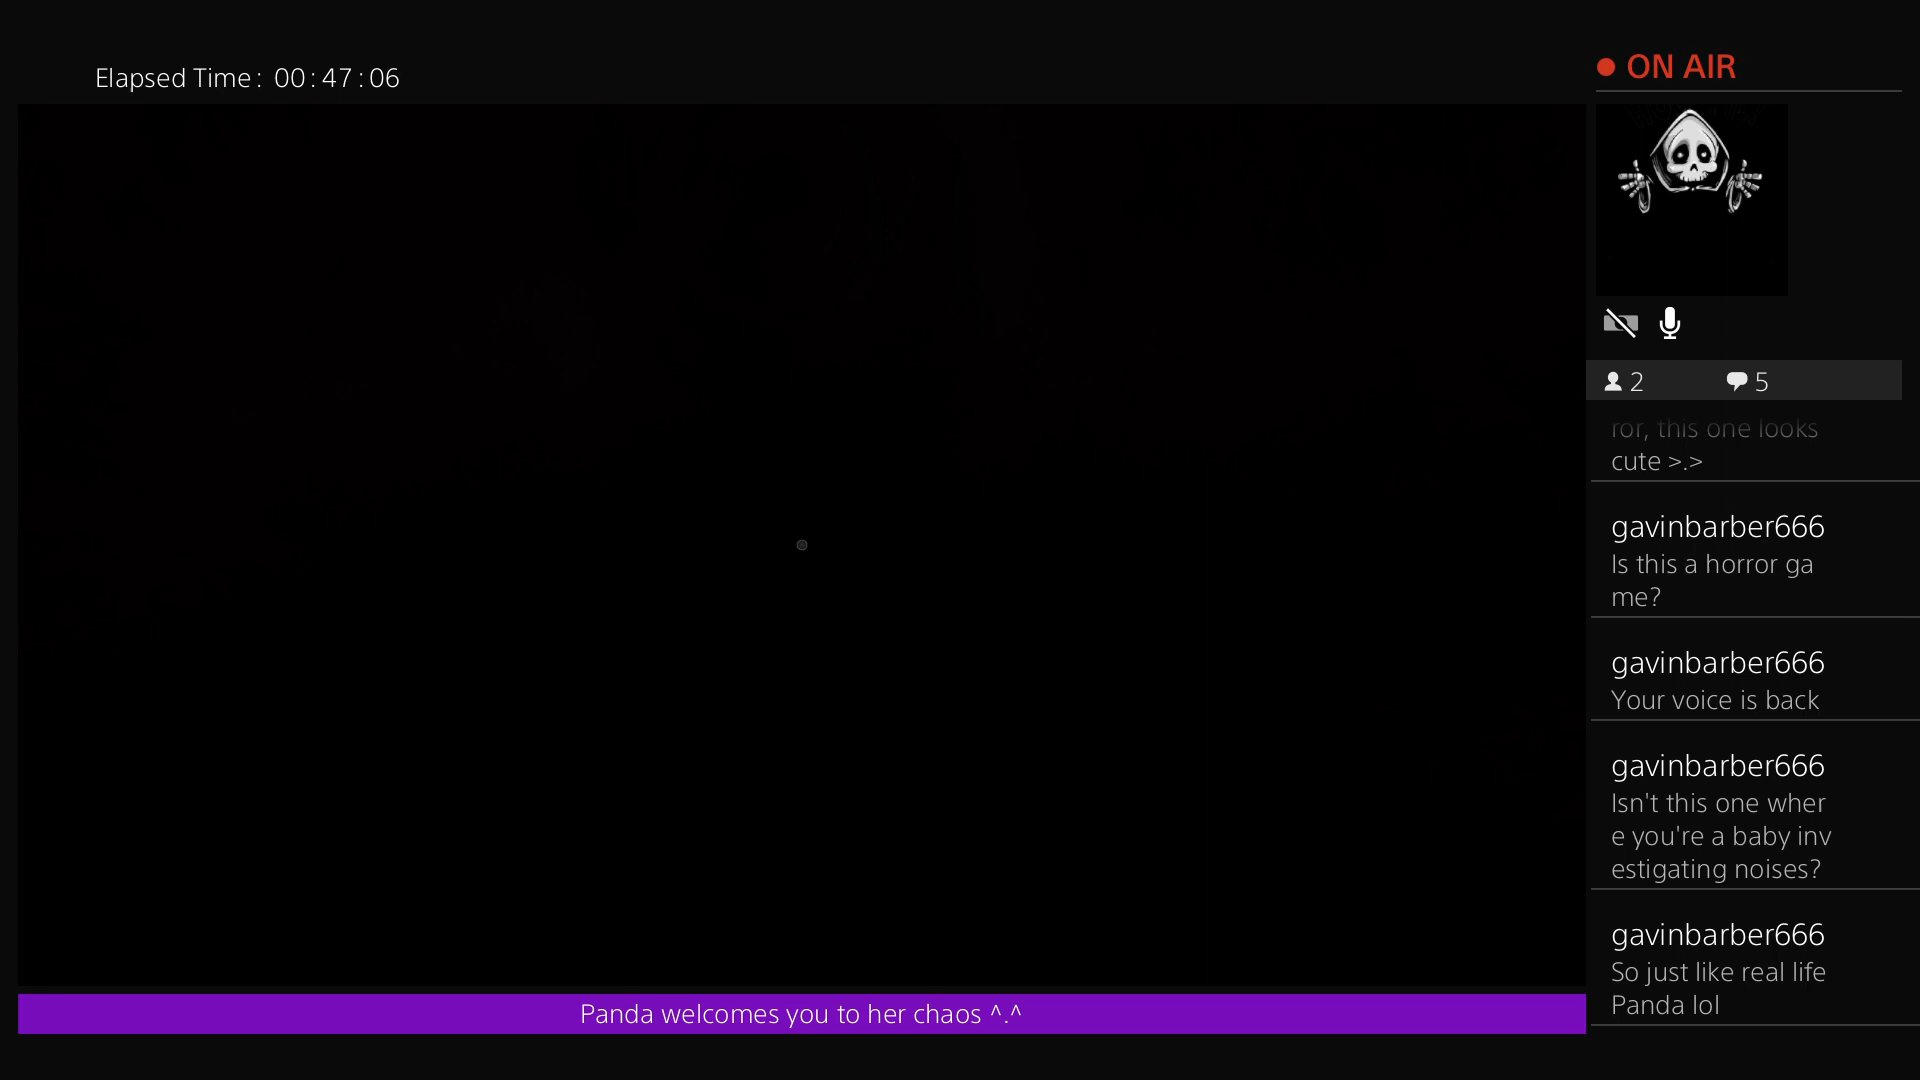 Elapsed Time: 00:47:06
ON AIR
2
5
ror, this one looks
cute >.>
gavinbarber666
Is this a horror ga
me?
gavinbarber666
Your voice is back
gavinbarber666
Isn't this one wher
e you're a baby inv
estigating noises?
gavinbarber666
So just like real life
Panda lol
Panda welcomes you to her chaos ^.^